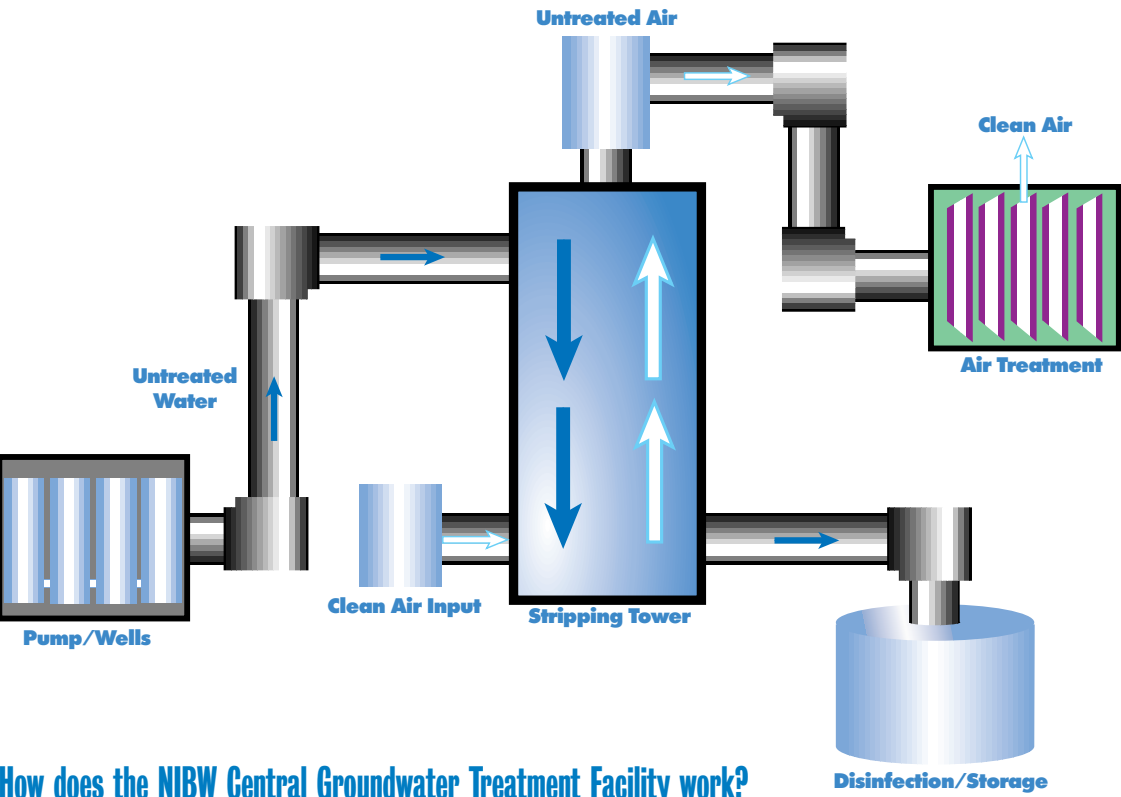 Untreated Air
Clean Air
Air Treatment
Untreated
Water
Clean Air Input
Stripping Tower
Pump/Wells
Disinfection/Storage
How does the NIBW Central Groundwater Treatment Facility work?